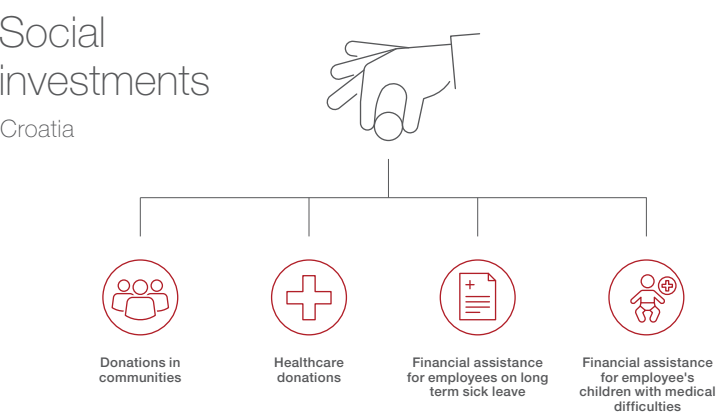 Social
investments
Croatia
Donations in
communities
Healthcare
donations
Financial assistance
for employees on long
term sick leave
Financial assistance
for employee's
children with medical
difficulties